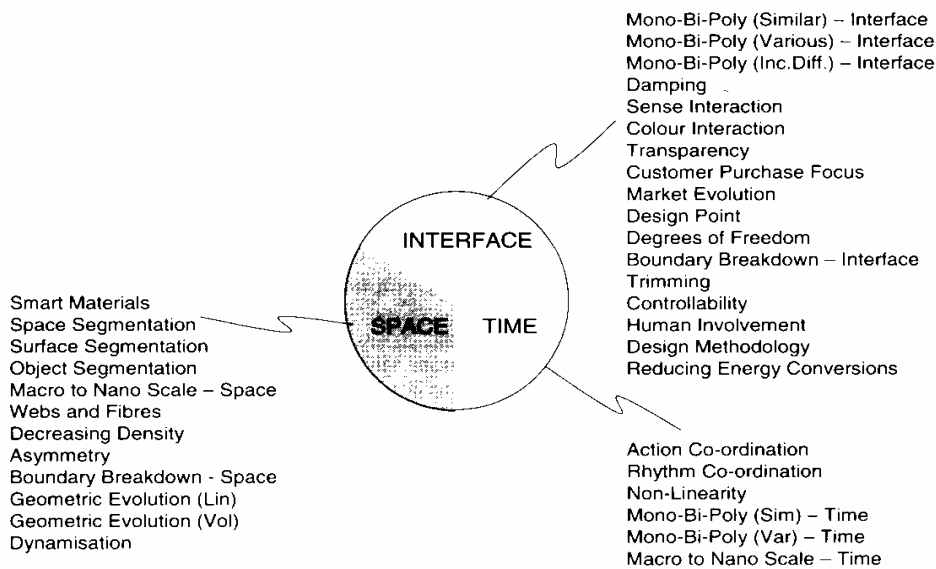 Mono-Bi-Poly (Similar) – Interface
Mono-Bi-Poly (Various) – Interface
Mono-Bi-Poly (Inc.Diff.) – Interface
Damping
Sense Interaction
Colour Interaction
Transparency
Customer Purchase Focus
Market Evolution
Design Point
Degrees of Freedom
Boundary Breakdown – Interface
Trimming
Controllability
Human Involvement
Design Methodology
Reducing Energy Conversions
INTERFACE
SPACE
TIME
Smart Materials
Space Segmentation
Surface Segmentation
Object Segmentation
Macro to Nano Scale – Space
Webs and Fibres
Decreasing Density
Asymmetry
Boundary Breakdown - Space
Geometric Evolution (Lin)
Geometric Evolution (Vol)
Dynamisation
Action Co-ordination
Rhythm Co-ordination
Non-Linearity
Mono-Bi-Poly (Sim) – Time
Mono-Bi-Poly (Var) – Time
Macro to Nano Scale – Time